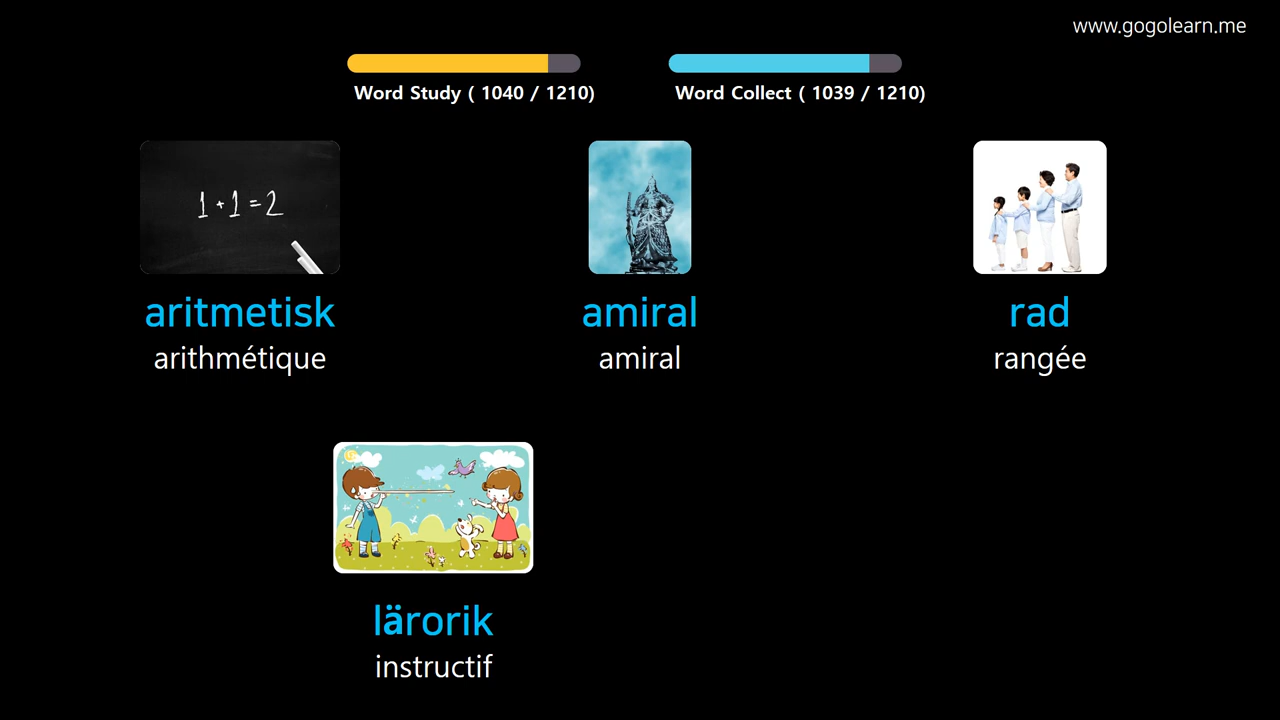 www.gogolearn.me
Word Study ( 1040 / 1210)
Word Collect ( 1039 / 1210)
1 + 1 = 2
aritmetisk
arithmétique
amiral
amiral
rad
rangée
lärorik
instructif